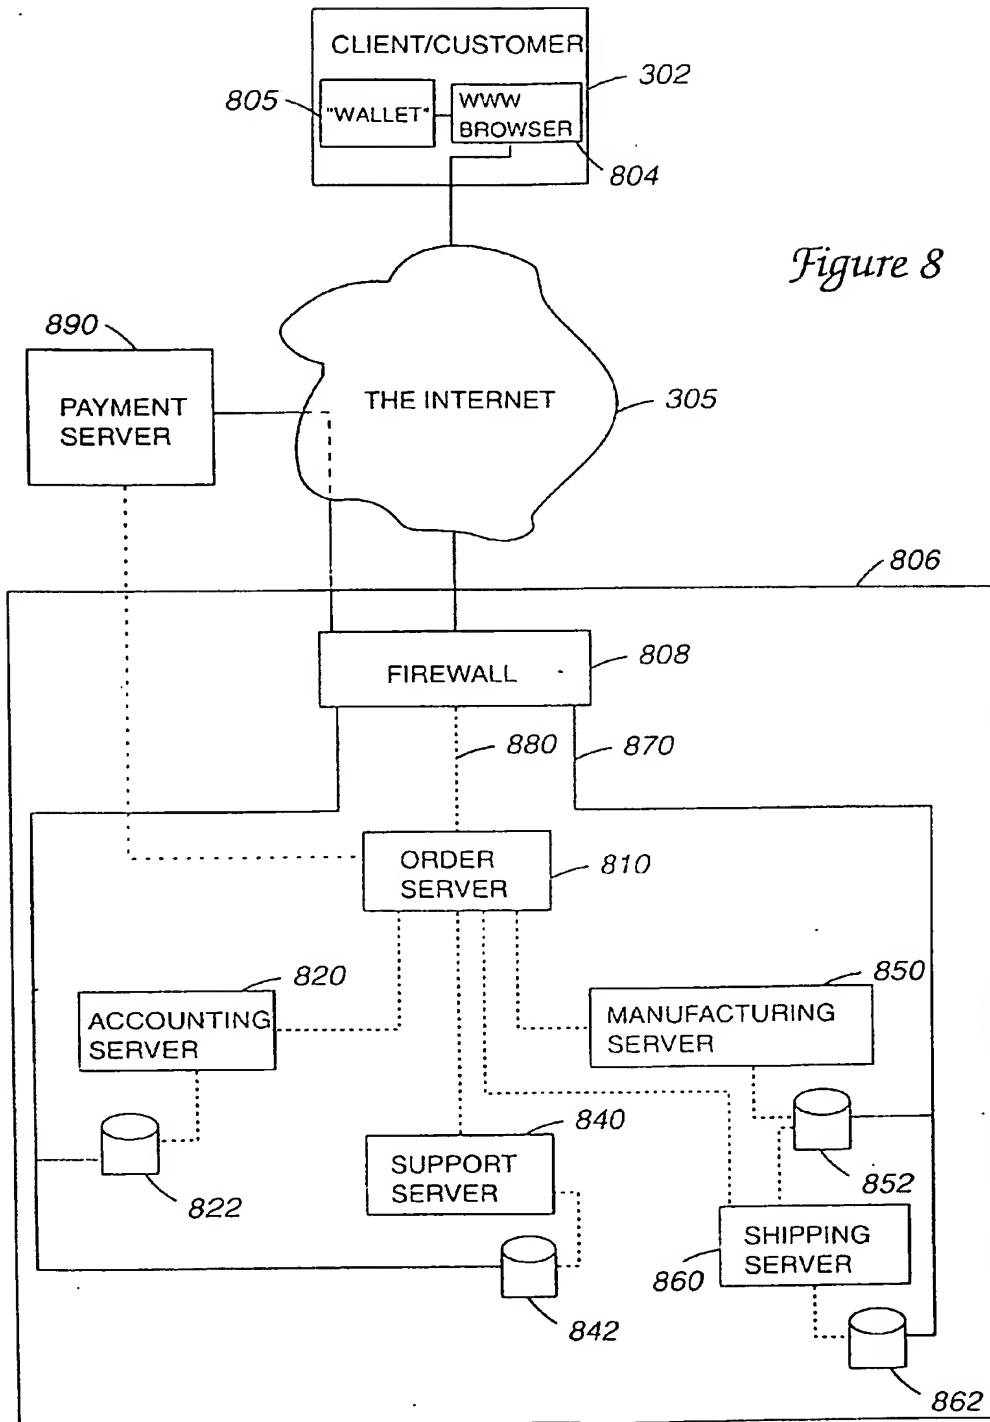 CLIENT/CUSTOMER
302
805
"WALLET"
WWW
BROWSER
804
Figure 8
890
PAYMENT
SERVER
THE INTERNET
305
806
FIREWALL
808
880
870
ORDER
SERVER
810
820
ACCOUNTING
SERVER
850
MANUFACTURING
SERVER
822
840
SUPPORT
SERVER
852
860
SHIPPING
SERVER
842
862